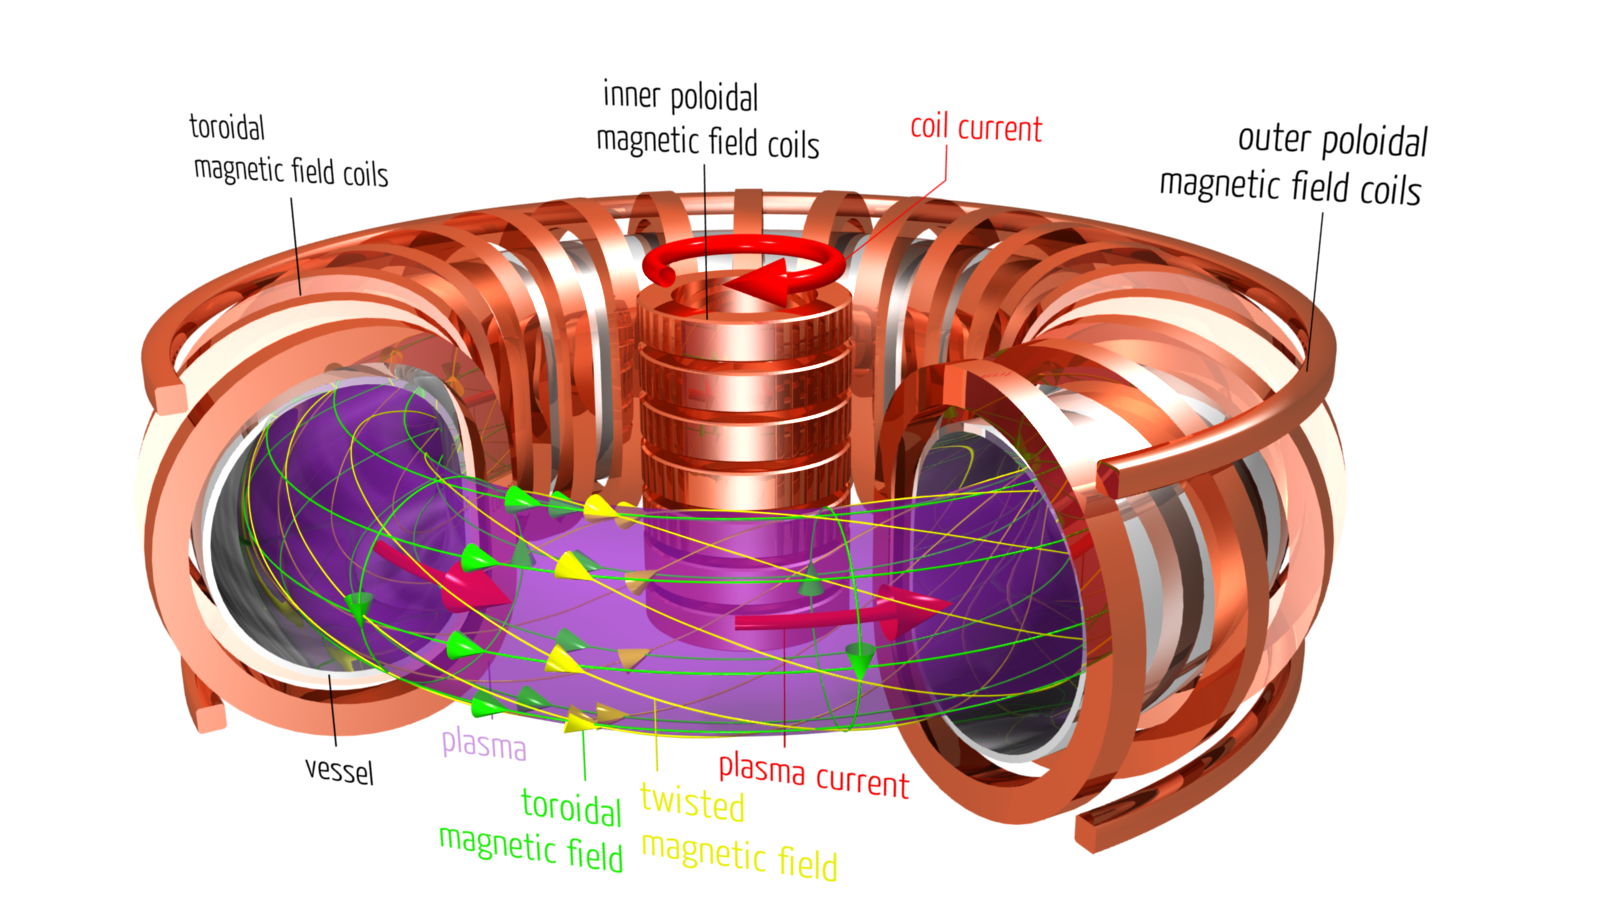 toroidal
magnetic field coils
inner poloidal
magnetic field coils
coil current
outer poloidal
magnetic field coils
vessel
plasma
toroidal
magnetic field
twisted
magnetic field
plasma current